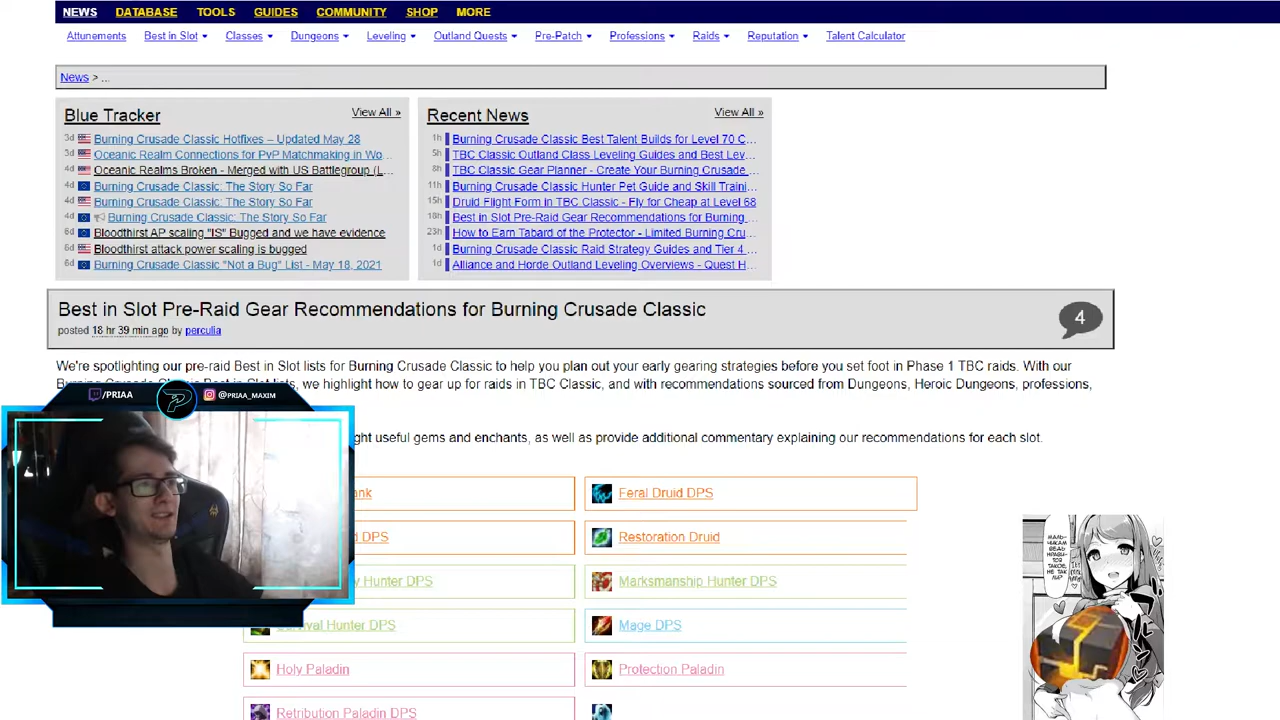 NEWS DATABASE TOOLS GUIDES COMMUNITY SHOP MORE
Attunements Best in Slot Classes Dungeons Leveling Outland Quests Pre-Patch Professions Raids Reputation Talent Calculator
News > ...
Blue Tracker View All »
3d Burning Crusade Classic Hotfixes – Updated May 28
3d Oceanic Realm Connections for PvP Matchmaking in Wo...
4d Oceanic Realms Broken - Merged with US Battlegroup (L...
4d Burning Crusade Classic: The Story So Far
4d Burning Crusade Classic: The Story So Far
4d Burning Crusade Classic: The Story So Far
6d Bloodthirst AP scaling "IS" Bugged and we have evidence
6d Bloodthirst attack power scaling is bugged
6d Burning Crusade Classic "Not a Bug" List - May 18, 2021
Recent News View All »
1h Burning Crusade Classic Best Talent Builds for Level 70 C...
5h TBC Classic Outland Class Leveling Guides and Best Lev...
8h TBC Classic Gear Planner - Create Your Burning Crusade...
11h Burning Crusade Classic Hunter Pet Guide and Skill Traini...
15h Druid Flight Form in TBC Classic - Fly for Cheap at Level 68
18h Best in Slot Pre-Raid Gear Recommendations for Burning...
23h How to Earn Tabard of the Protector - Limited Burning Cru...
1d Burning Crusade Classic Raid Strategy Guides and Tier 4...
1d Alliance and Horde Outland Leveling Overviews - Quest H...
Best in Slot Pre-Raid Gear Recommendations for Burning Crusade Classic
posted 18 hr 39 min ago by perculia
4
We're spotlighting our pre-raid Best in Slot lists for Burning Crusade Classic to help you plan out your early gearing strategies before you set foot in Phase 1 TBC raids. With our
lists, we highlight how to gear up for raids in TBC Classic, and with recommendations sourced from Dungeons, Heroic Dungeons, professions,
/PRIAA @PRIAA_MAXIM
ght useful gems and enchants, as well as provide additional commentary explaining our recommendations for each slot.
ank Feral Druid DPS
d DPS Restoration Druid
y Hunter DPS Marksmanship Hunter DPS
Survival Hunter DPS Mage DPS
Holy Paladin Protection Paladin
Retribution Paladin DPS